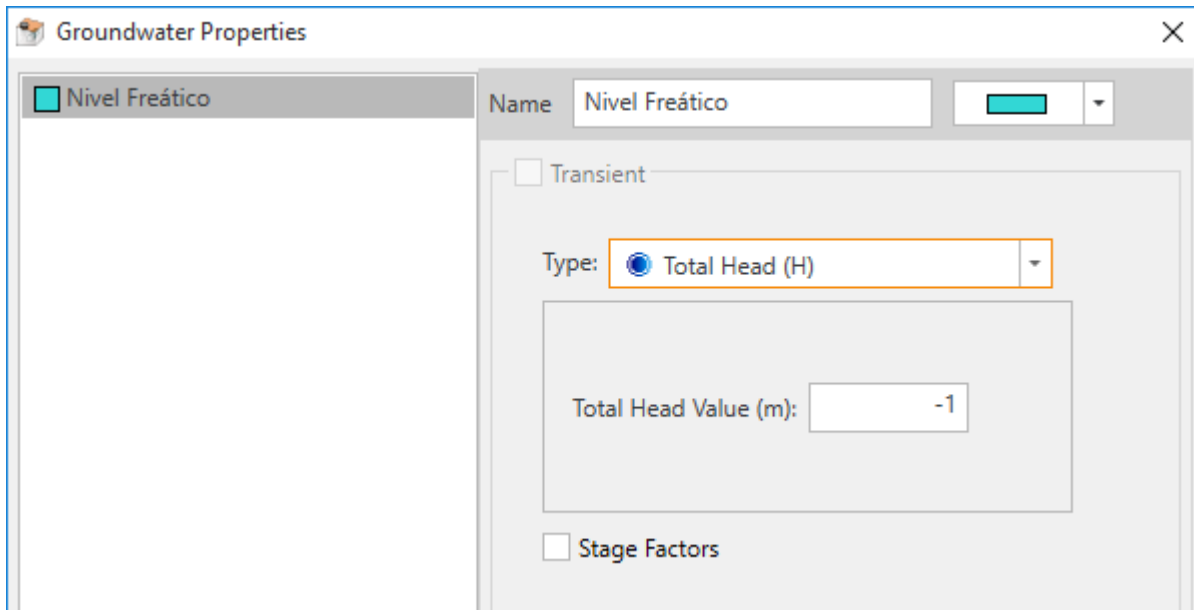 Groundwater Properties
Nivel Freático
Name Nivel Freático
Transient
Type: Total Head (H)
Total Head Value (m): -1
Stage Factors